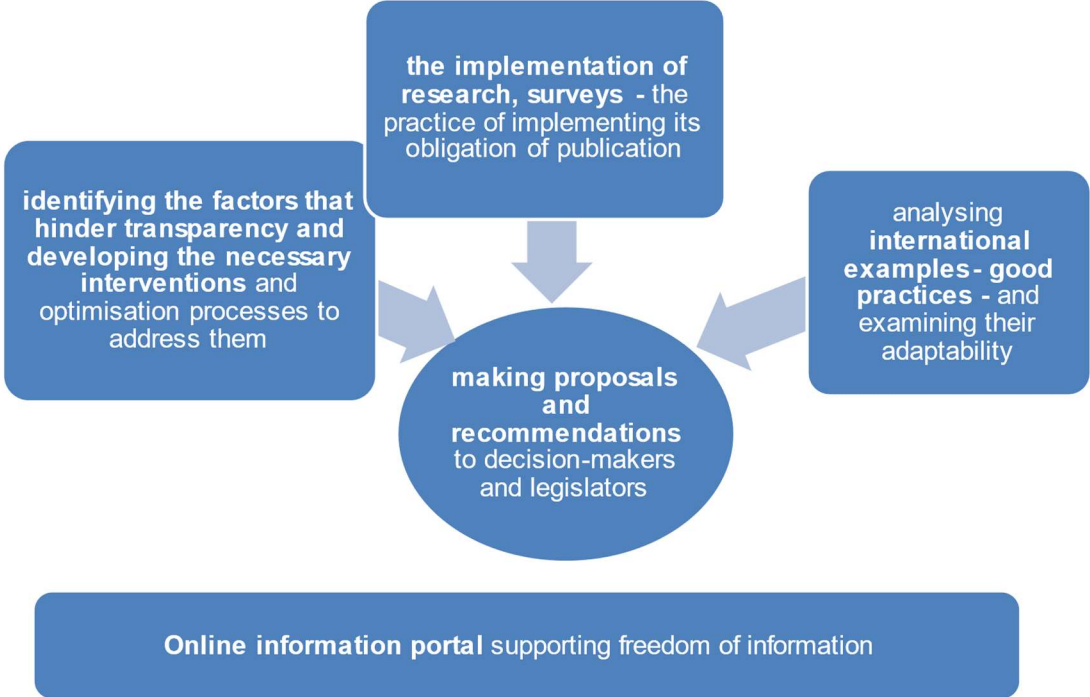 the implementation of
research, surveys - the
practice of implementing its
obligation of publication
identifying the factors that
hinder transparency and
developing the necessary
interventions and
optimisation processes to
address them
analysing
international
examples- good
practices - and
examining their
adaptability
making proposals
and
recommendations
to decision-makers
and legislators
Online information portal supporting freedom of information